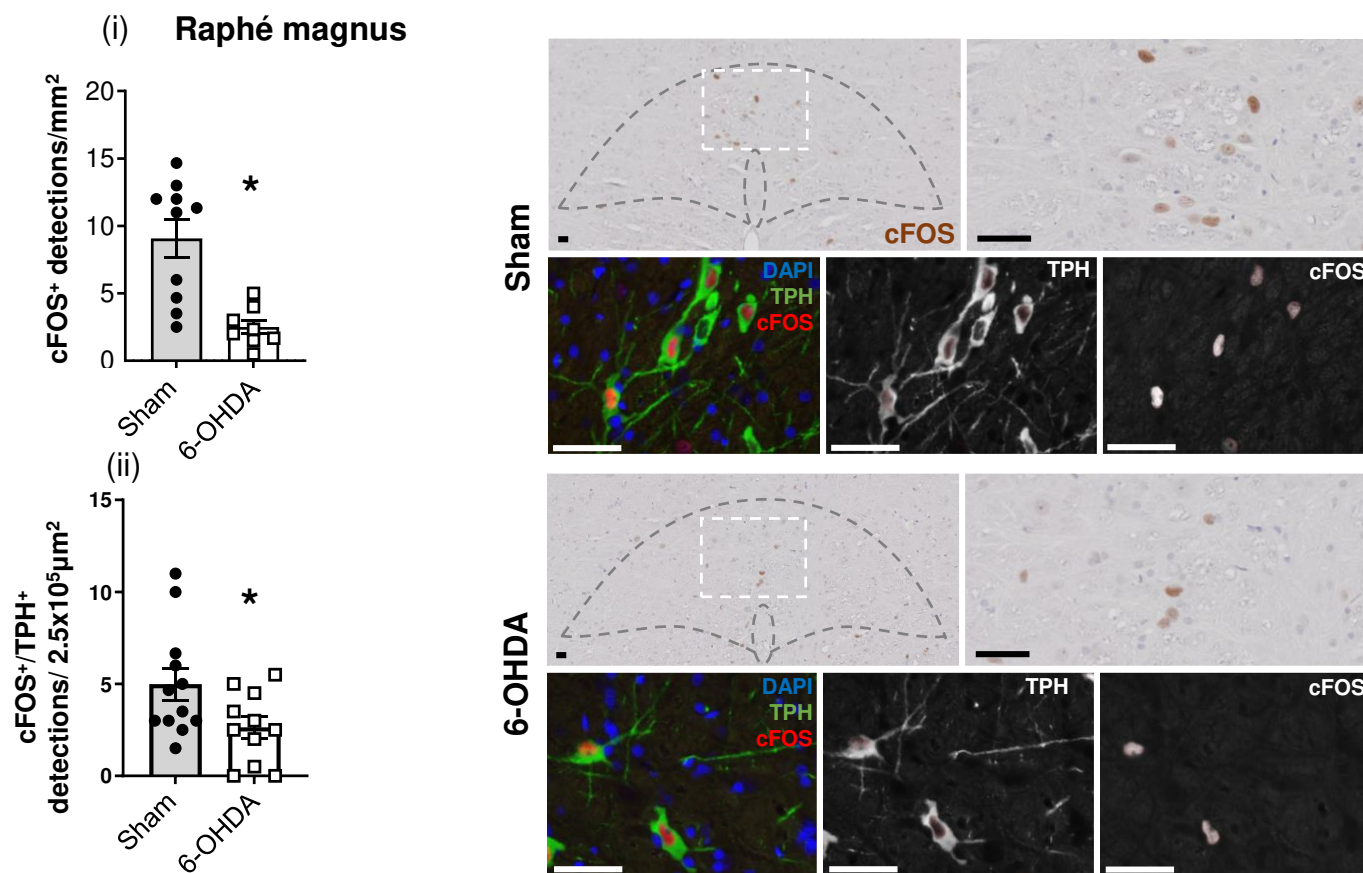 (i) Raphé magnus
cFOS⁺ detections/mm²
20
15
10
5
0
*
Sham
6-OHDA
(ii)
cFOS⁺/TPH⁺
detections/ 2.5x10⁵µm²
15
10
5
0
*
Sham
6-OHDA
Sham
cFOS
DAPI
TPH
cFOS
TPH
cFOS
6-OHDA
DAPI
TPH
cFOS
TPH
cFOS